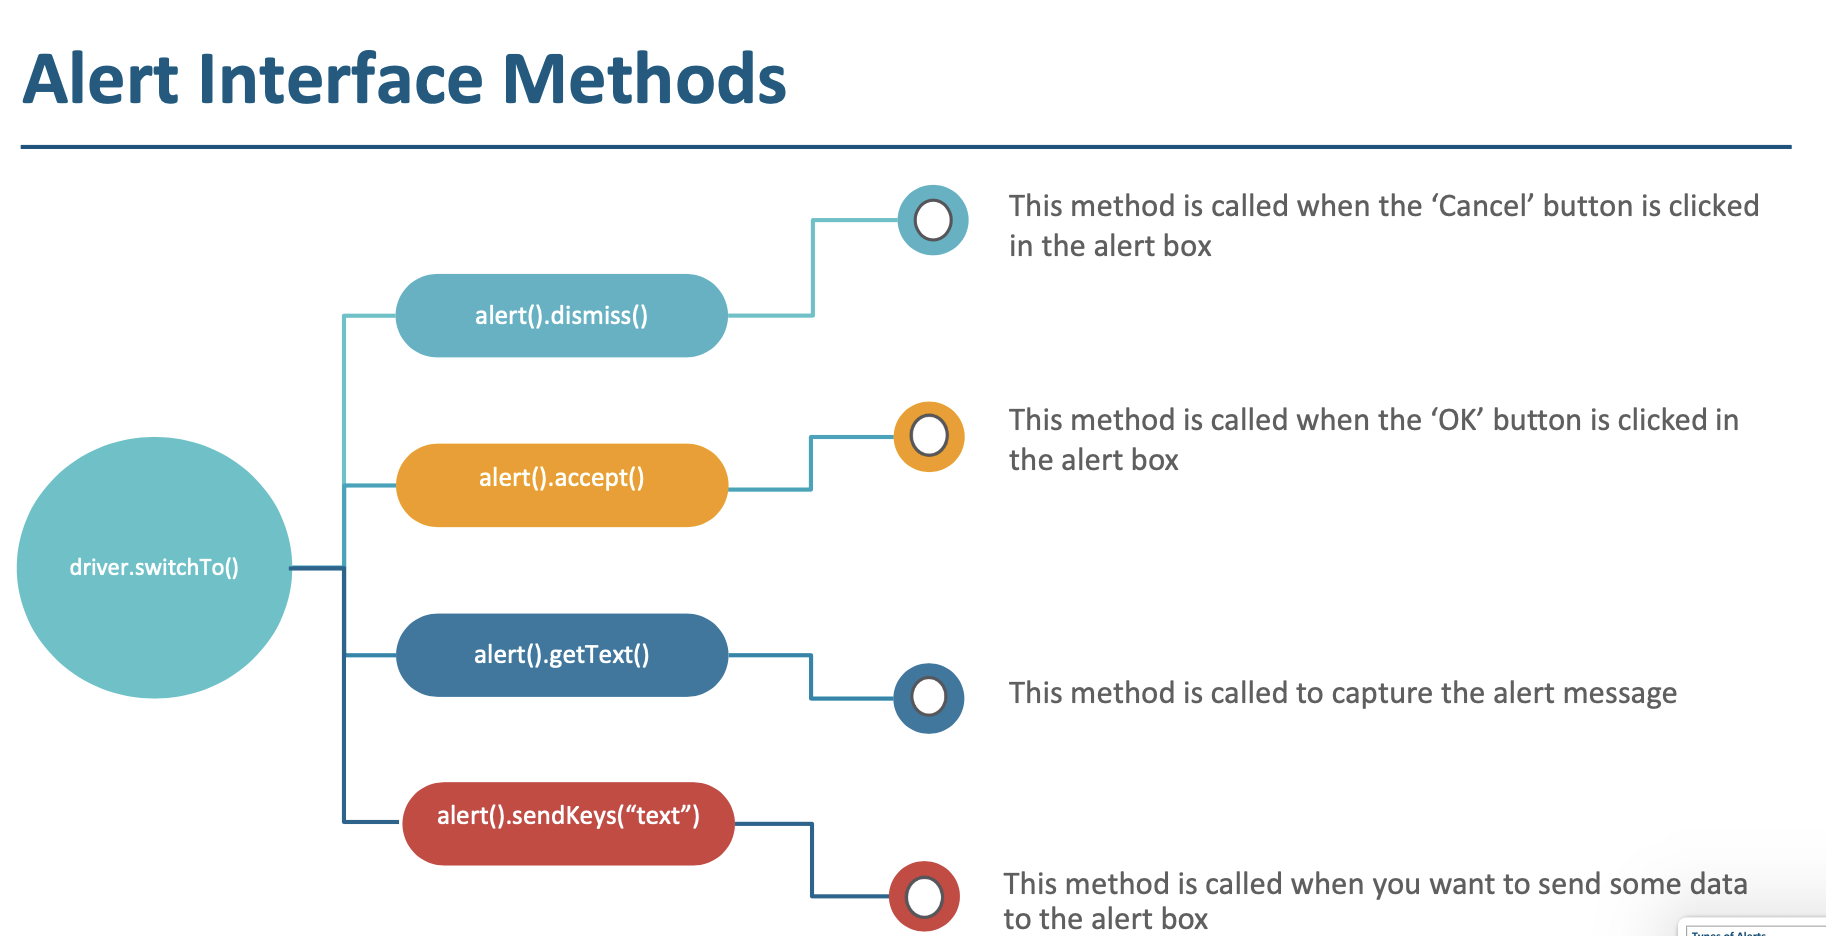 Alert Interface Methods
This method is called when the ‘Cancel’ button is clicked
in the alert box
alert().dismiss()
This method is called when the ‘OK’ button is clicked in
the alert box
alert().accept()
driver.switchTo()
alert().getText()
This method is called to capture the alert message
alert().sendKeys(“text”)
This method is called when you want to send some data
to the alert box
Types of Alerts